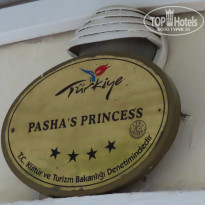 TOP Hotels
Türkiye
PASHA'S PRINCESS
T.C. Kültür ve Turizm Bakanlığı Denetimindedir